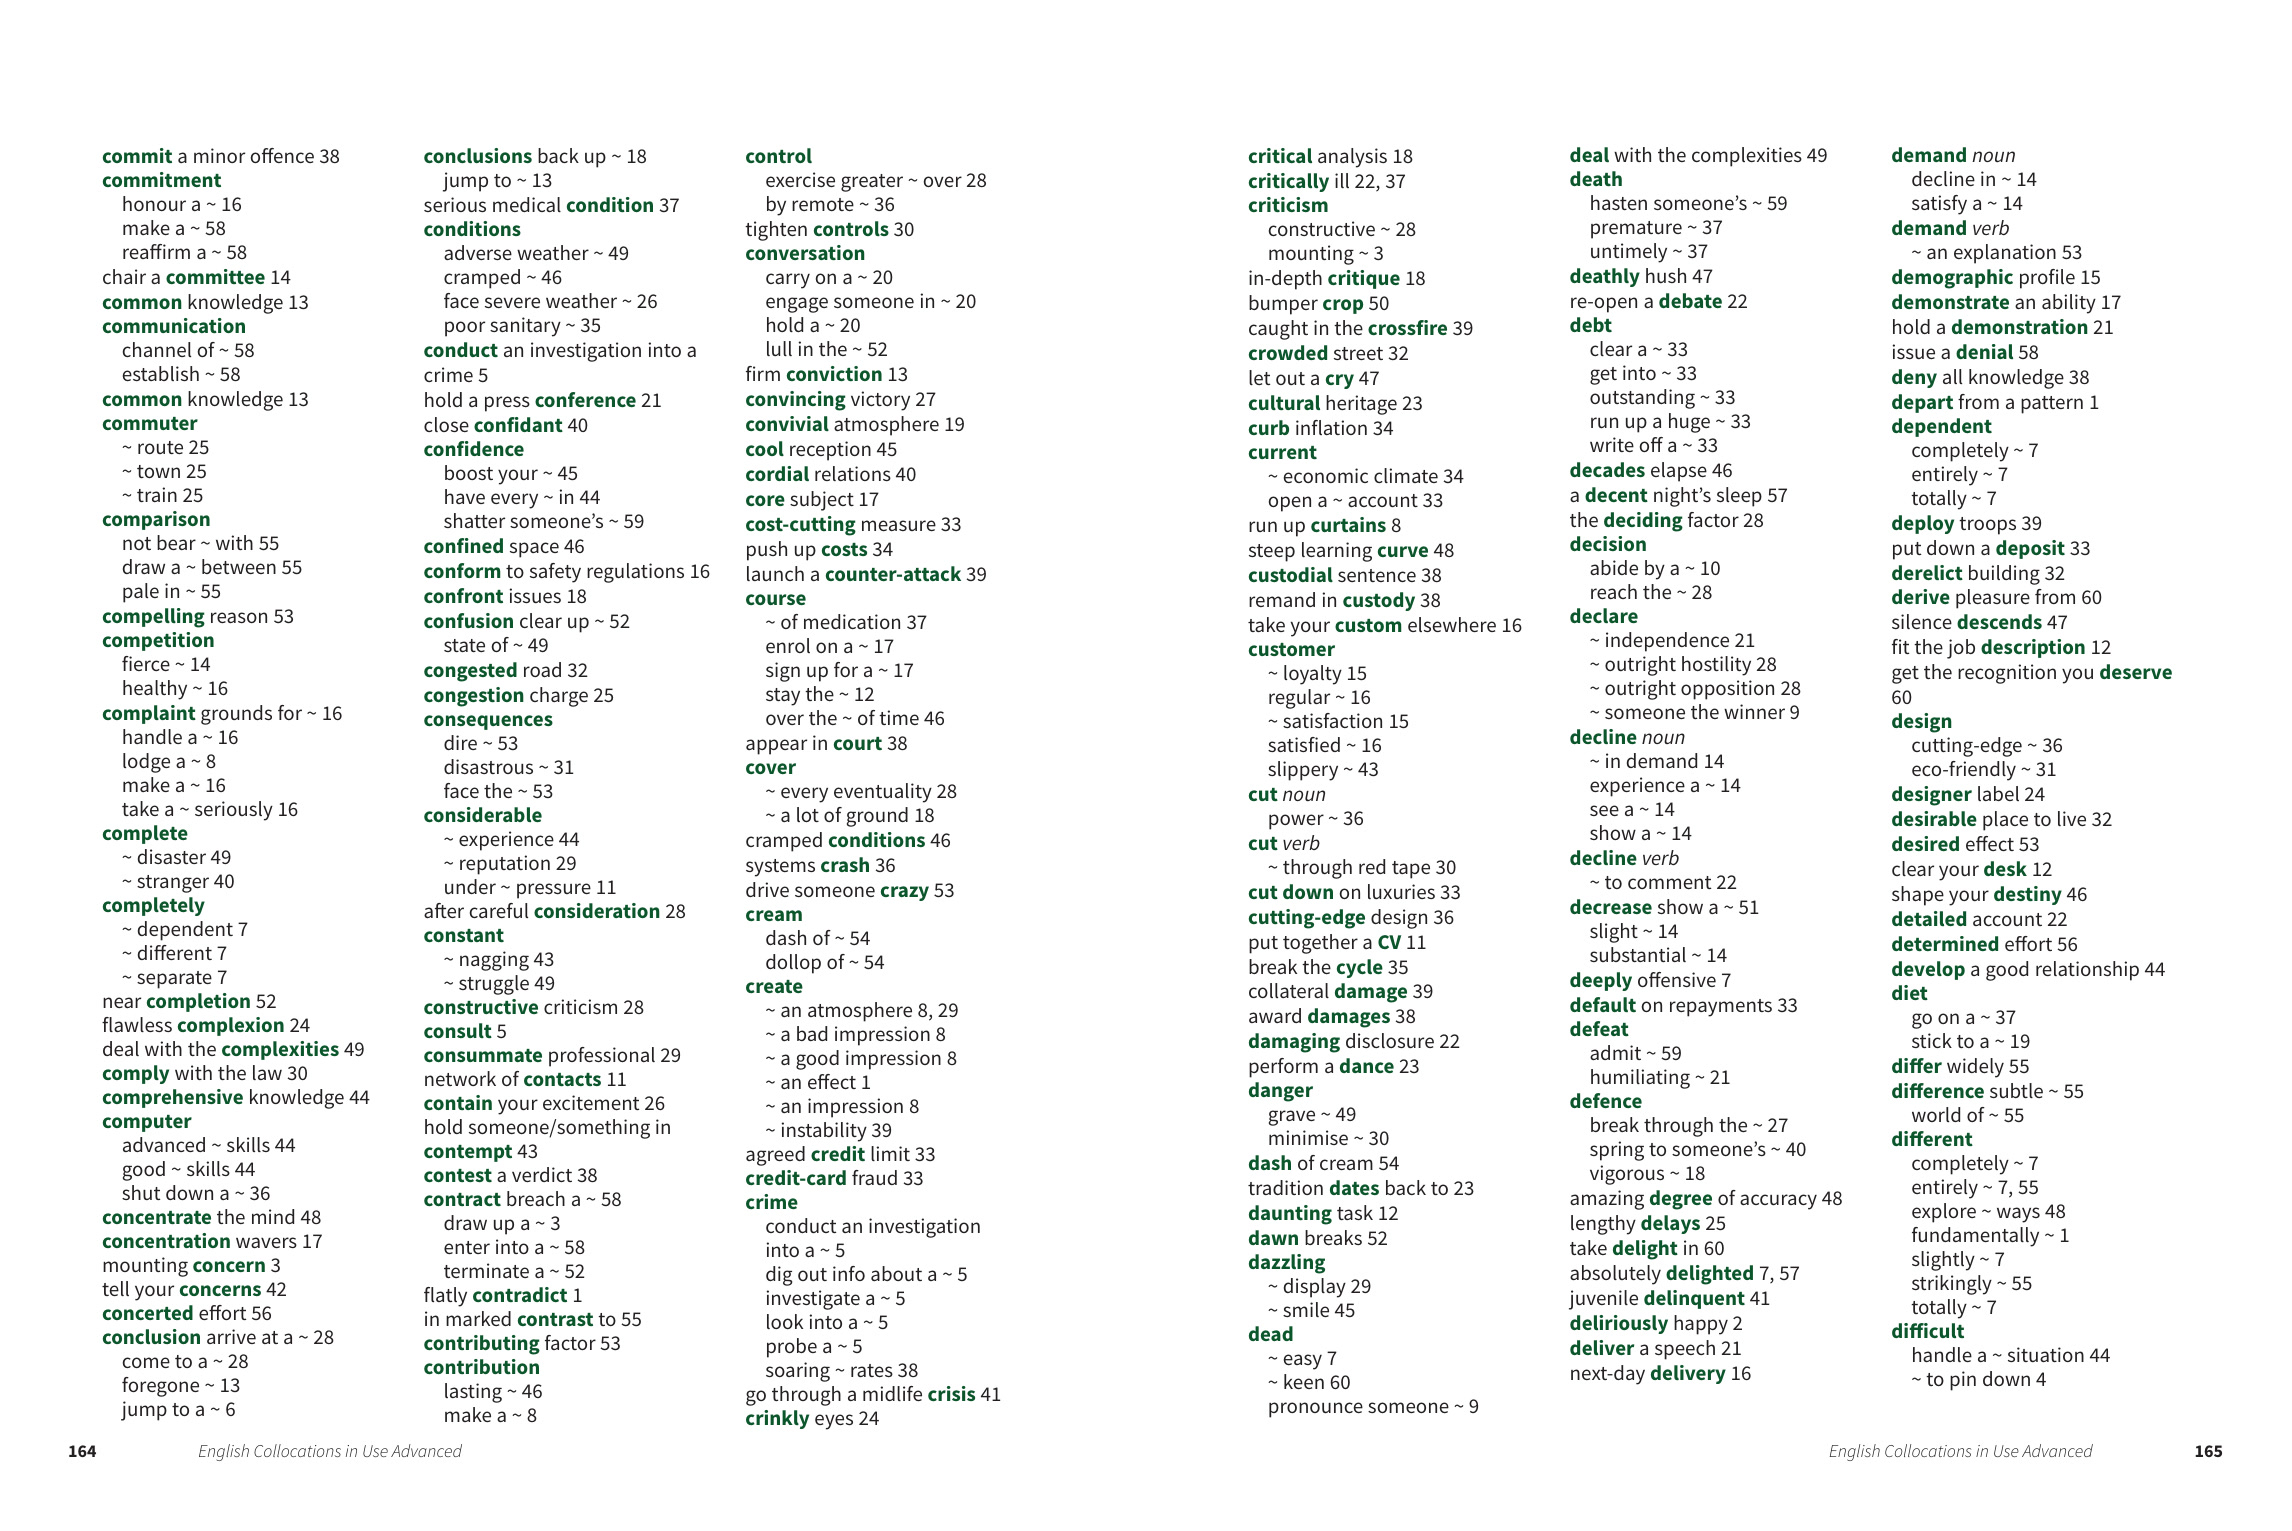 commit a minor offence 38
commitment
honour a ~ 16
make a ~ 58
reaffirm a ~ 58
chair a committee 14
common knowledge 13
communication
channel of ~ 58
establish ~ 58
common knowledge 13
commuter
~ route 25
~ town 25
~ train 25
comparison
not bear ~ with 55
draw a ~ between 55
pale in ~ 55
compelling reason 53
competition
fierce ~ 14
healthy ~ 16
complaint grounds for ~ 16
handle a ~ 16
lodge a ~ 8
make a ~ 16
take a ~ seriously 16
complete
~ disaster 49
~ stranger 40
completely
~ dependent 7
~ different 7
~ separate 7
near completion 52
flawless complexion 24
deal with the complexities 49
comply with the law 30
comprehensive knowledge 44
computer
advanced ~ skills 44
good ~ skills 44
shut down a ~ 36
concentrate the mind 48
concentration wavers 17
mounting concern 3
tell your concerns 42
concerted effort 56
conclusion arrive at a ~ 28
come to a ~ 28
foregone ~ 13
jump to a ~ 6
conclusions back up ~ 18
jump to ~ 13
serious medical condition 37
conditions
adverse weather ~ 49
cramped ~ 46
face severe weather ~ 26
poor sanitary ~ 35
conduct an investigation into a
crime 5
hold a press conference 21
close confidant 40
confidence
boost your ~ 45
have every ~ in 44
shatter someone's ~ 59
confined space 46
conform to safety regulations 16
confront issues 18
confusion clear up ~ 52
state of ~ 49
congested road 32
congestion charge 25
consequences
dire ~ 53
disastrous ~ 31
face the ~ 53
considerable
~ experience 44
~ reputation 29
under ~ pressure 11
after careful consideration 28
constant
~ nagging 43
~ struggle 49
constructive criticism 28
consult 5
consummate professional 29
network of contacts 11
contain your excitement 26
hold someone/something in
contempt 43
contest a verdict 38
contract breach a ~ 58
draw up a ~ 3
enter into a ~ 58
terminate a ~ 52
flatly contradict 1
in marked contrast to 55
contributing factor 53
contribution
lasting ~ 46
make a ~ 8
control
exercise greater ~ over 28
by remote ~ 36
tighten controls 30
conversation
carry on a ~ 20
engage someone in ~ 20
hold a ~ 20
lull in the ~ 52
firm conviction 13
convincing victory 27
convivial atmosphere 19
cool reception 45
cordial relations 40
core subject 17
cost-cutting measure 33
push up costs 34
launch a counter-attack 39
course
~ of medication 37
enrol on a ~ 17
sign up for a ~ 17
stay the ~ 12
over the ~ of time 46
appear in court 38
cover
~ every eventuality 28
~ a lot of ground 18
cramped conditions 46
systems crash 36
drive someone crazy 53
cream
dash of ~ 54
dollop of ~ 54
create
~ an atmosphere 8, 29
~ a bad impression 8
~ a good impression 8
~ an effect 1
~ an impression 8
~ instability 39
agreed credit limit 33
credit-card fraud 33
crime
conduct an investigation
into a ~ 5
dig out info about a ~ 5
investigate a ~ 5
look into a ~ 5
probe a ~ 5
soaring ~ rates 38
go through a midlife crisis 41
crinkly eyes 24
164 English Collocations in Use Advanced
critical analysis 18
critically ill 22, 37
criticism
constructive ~ 28
mounting ~ 3
in-depth critique 18
bumper crop 50
caught in the crossfire 39
crowded street 32
let out a cry 47
cultural heritage 23
curb inflation 34
current
~ economic climate 34
open a ~ account 33
run up curtains 8
steep learning curve 48
custodial sentence 38
remand in custody 38
take your custom elsewhere 16
customer
~ loyalty 15
regular ~ 16
~ satisfaction 15
satisfied ~ 16
slippery ~ 43
cut noun
power ~ 36
cut verb
~ through red tape 30
cut down on luxuries 33
cutting-edge design 36
put together a CV 11
break the cycle 35
collateral damage 39
award damages 38
damaging disclosure 22
perform a dance 23
danger
grave ~ 49
minimise ~ 30
dash of cream 54
tradition dates back to 23
daunting task 12
dawn breaks 52
dazzling
~ display 29
~ smile 45
dead
~ easy 7
~ keen 60
pronounce someone ~ 9
deal with the complexities 49
death
hasten someone's ~ 59
premature ~ 37
untimely ~ 37
deathly hush 47
re-open a debate 22
debt
clear a ~ 33
get into ~ 33
outstanding ~ 33
run up a huge ~ 33
write off a ~ 33
decades elapse 46
a decent night's sleep 57
the deciding factor 28
decision
abide by a ~ 10
reach the ~ 28
declare
~ independence 21
~ outright hostility 28
~ outright opposition 28
~ someone the winner 9
decline noun
~ in demand 14
experience a ~ 14
see a ~ 14
show a ~ 14
decline verb
~ to comment 22
decrease show a ~ 51
slight ~ 14
substantial ~ 14
deeply offensive 7
default on repayments 33
defeat
admit ~ 59
humiliating ~ 21
defence
break through the ~ 27
spring to someone's ~ 40
vigorous ~ 18
amazing degree of accuracy 48
lengthy delays 25
take delight in 60
absolutely delighted 7, 57
juvenile delinquent 41
deliriously happy 2
deliver a speech 21
next-day delivery 16
demand noun
decline in ~ 14
satisfy a ~ 14
demand verb
~ an explanation 53
demographic profile 15
demonstrate an ability 17
hold a demonstration 21
issue a denial 58
deny all knowledge 38
depart from a pattern 1
dependent
completely ~ 7
entirely ~ 7
totally ~ 7
deploy troops 39
put down a deposit 33
derelict building 32
derive pleasure from 60
silence descends 47
fit the job description 12
get the recognition you deserve
60
design
cutting-edge ~ 36
eco-friendly ~ 31
designer label 24
desirable place to live 32
desired effect 53
clear your desk 12
shape your destiny 46
detailed account 22
determined effort 56
develop a good relationship 44
diet
go on a ~ 37
stick to a ~ 19
differ widely 55
difference subtle ~ 55
world of ~ 55
different
completely ~ 7
entirely ~ 7, 55
explore ~ ways 48
fundamentally ~ 1
slightly ~ 7
strikingly ~ 55
totally ~ 7
difficult
handle a ~ situation 44
~ to pin down 4
English Collocations in Use Advanced 165